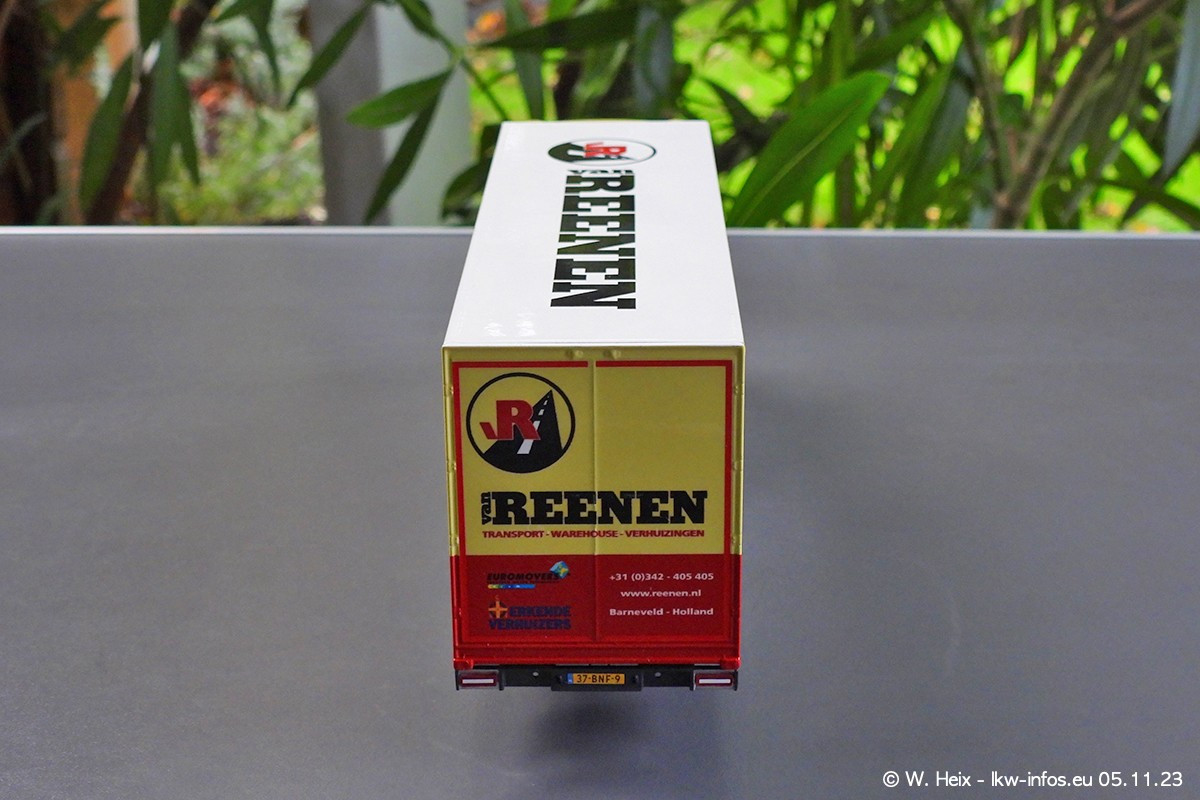 vR
van
REENEN
vR
van REENEN
TRANSPORT - WAREHOUSE - VERHUIZINGEN
EUROMOVERS
ERKENDE
VERHUIZERS
+31 (0)342 - 405 405
www.reenen.nl
Barneveld - Holland
37-BNF-9
© W. Heix - lkw-infos.eu 05.11.23